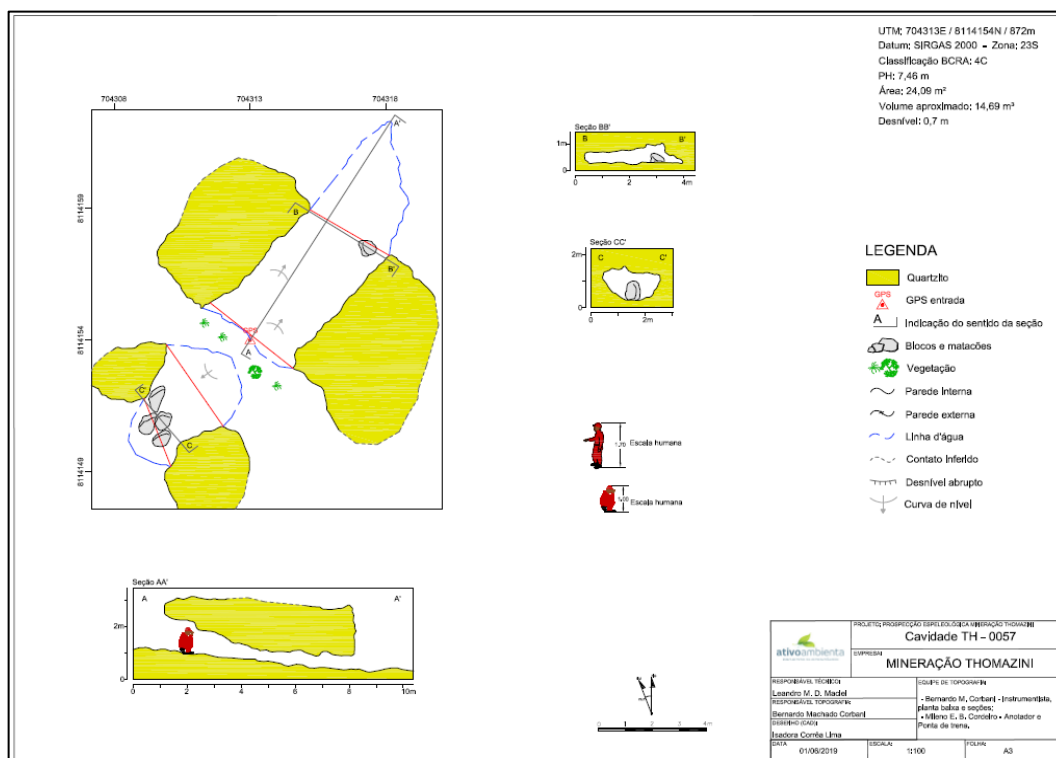 UTM: 704313E / 8114154N / 872m
Datum: SIRGAS 2000 - Zona: 23S
Classificação BCRA: 4C
PH: 7,46 m
Área: 24,09 m²
Volume aproximado: 14,69 m³
Desnível: 0,7 m
704308 704313 704318
8114159
8114154
8114149
A'
B
B'
GPS
A
C'
C
Seção BB'
B B'
1m
0
0 2 4m
Seção CC'
C C'
2m
0
0 2m
LEGENDA
Quartzito
GPS
GPS entrada
A
Indicação do sentido da seção
Blocos e matacões
Vegetação
Parede interna
Parede externa
Linha d'água
Contato inferido
Desnível abrupto
Curva de nível
1,70
Escala humana
1,00
Escala humana
Seção AA'
A A'
2m
0
0 2 4 6 8 10m
0 1 2 3 4m
ativoambienta
PROJETO: PROSPECÇÃO ESPELEOLÓGICA MINERAÇÃO THOMAZINI
Cavidade TH - 0057
EMPRESA:
MINERAÇÃO THOMAZINI
RESPONSÁVEL TÉCNICO:
Leandro M. D. Maciel
RESPONSÁVEL TOPOGRAFIA:
Bernardo Machado Corbani
DESENHO (CAD):
Isadora Corrêa Lima
EQUIPE DE TOPOGRAFIA:
- Bernardo M. Corbani - Instrumentista,
planta baixa e seções;
- Mileno E. B. Cordeiro - Anotador e
Ponta de trena.
DATA
01/06/2019
ESCALA:
1:100
FOLHA:
A3